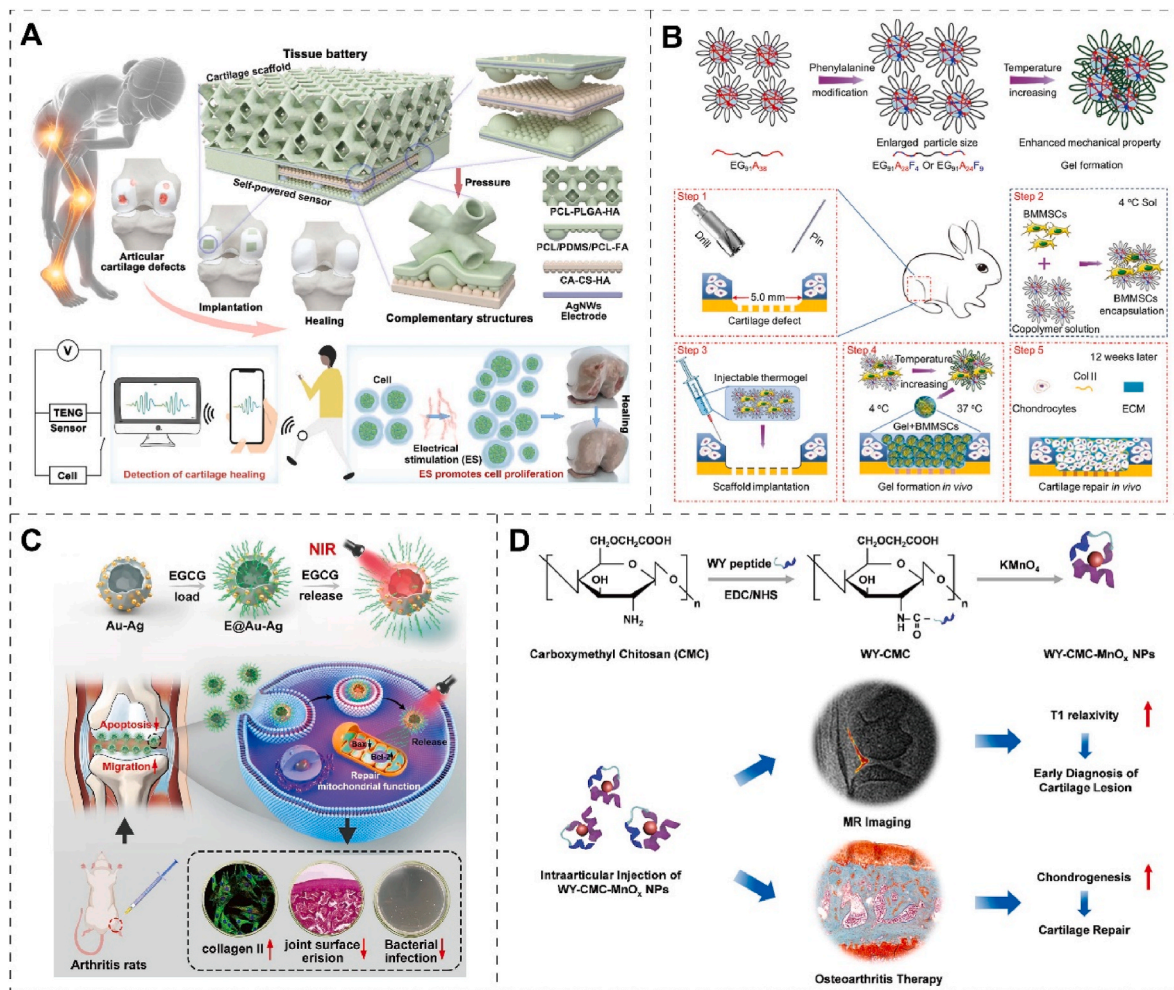 A
Tissue battery
Cartilage scaffold
Self-powered sensor
Pressure
PCL-PLGA-HA
PCL/PDMS/PCL-FA
CA-CS-HA
AgNWs
Electrode
Articular
cartilage defects
Implantation
Healing
Complementary structures
V
TENG
Sensor
Cell
Detection of cartilage healing
Cell
Electrical
stimulation (ES)
ES promotes cell proliferation
Healing
B
Phenylalanine
modification
Temperature
increasing
Enlarged particle size
Enhanced mechanical property
EG91A38
EG91A28F4 Or EG91A24F9
Gel formation
Step 1
Drill
Pin
5.0 mm
Cartilage defect
Step 2
4 ºC Sol
BMMSCs
+
Copolymer solution
BMMSCs
encapsulation
Step 3
Injectable thermogel
Scaffold implantation
Step 4
Temperature
increasing
4 ºC
37 ºC
Gel+BMMSCs
Gel formation in vivo
Step 5
12 weeks later
Col II
Chondrocytes
ECM
Cartilage repair in vivo
C
NIR
EGCG
load
EGCG
release
Au-Ag
E@Au-Ag
Apoptosis
Migration
Bax
Bcl-2
Release
Repair
mitochondrial function
Arthritis rats
collagen II
joint surface
erision
Bacterial
infection
D
CH2OCH2COOH
O
OH
NH2
O
n
WY peptide
EDC/NHS
CH2OCH2COOH
O
OH
O
n
N
H
C
O
KMnO4
Carboxymethyl Chitosan (CMC)
WY-CMC
WY-CMC-MnOx NPs
Intraarticular Injection of
WY-CMC-MnOx NPs
MR Imaging
T1 relaxivity
Early Diagnosis of
Cartilage Lesion
Osteoarthritis Therapy
Chondrogenesis
Cartilage Repair